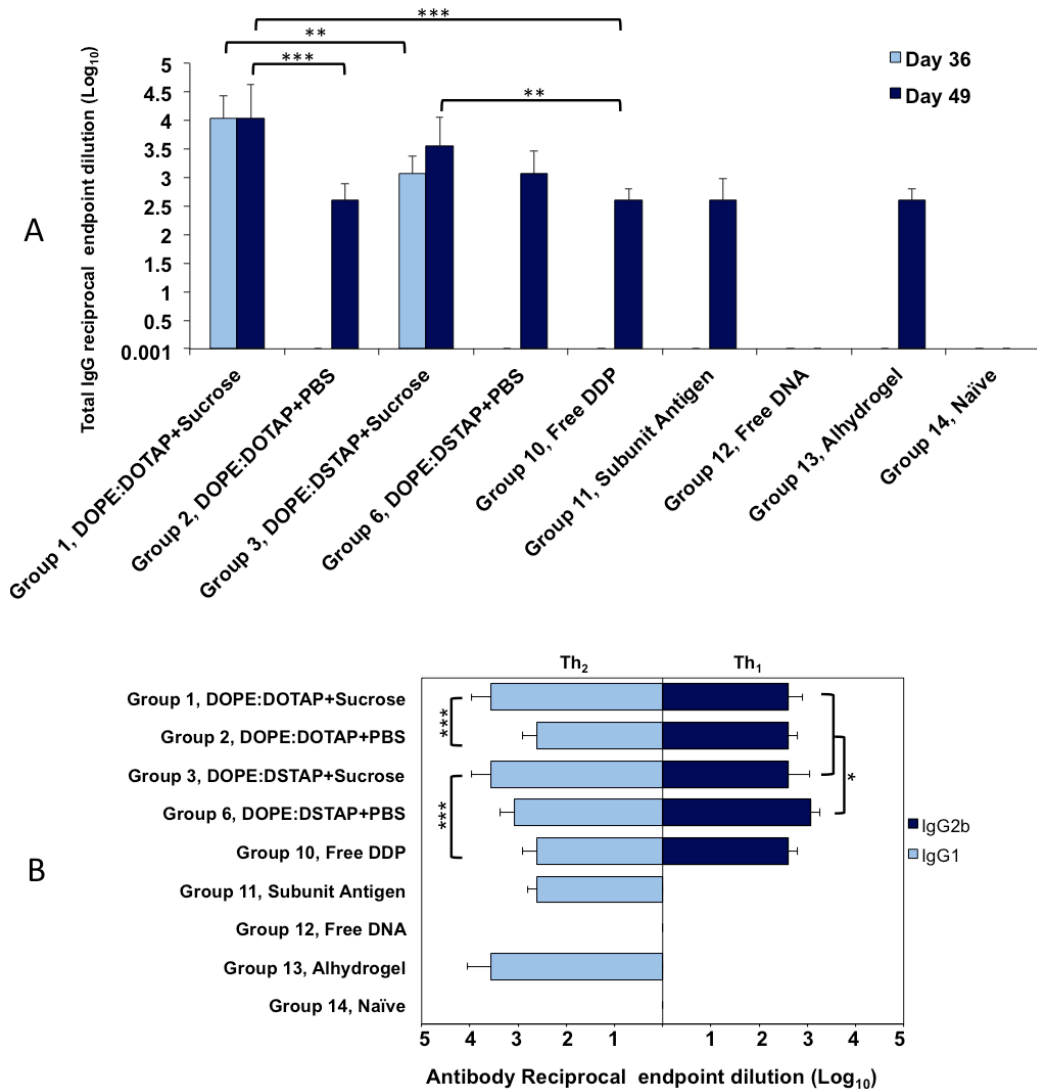 ***
**
***
**
Day 36
Day 49
Total IgG reciprocal endpoint dilution (Log10)
5
4.5
4
3.5
3
2.5
2
1.5
1
0.5
0.001
A
Group 1, DOPE:DOTAP+Sucrose
Group 2, DOPE:DOTAP+PBS
Group 3, DOPE:DSTAP+Sucrose
Group 6, DOPE:DSTAP+PBS
Group 10, Free DDP
Group 11, Subunit Antigen
Group 12, Free DNA
Group 13, Alhydrogel
Group 14, Naïve
B
Th2 Th1
Group 1, DOPE:DOTAP+Sucrose
Group 2, DOPE:DOTAP+PBS
Group 3, DOPE:DSTAP+Sucrose
Group 6, DOPE:DSTAP+PBS
Group 10, Free DDP
Group 11, Subunit Antigen
Group 12, Free DNA
Group 13, Alhydrogel
Group 14, Naïve
***
***
*
IgG2b
IgG1
5 4 3 2 1 1 2 3 4 5
Antibody Reciprocal endpoint dilution (Log10)